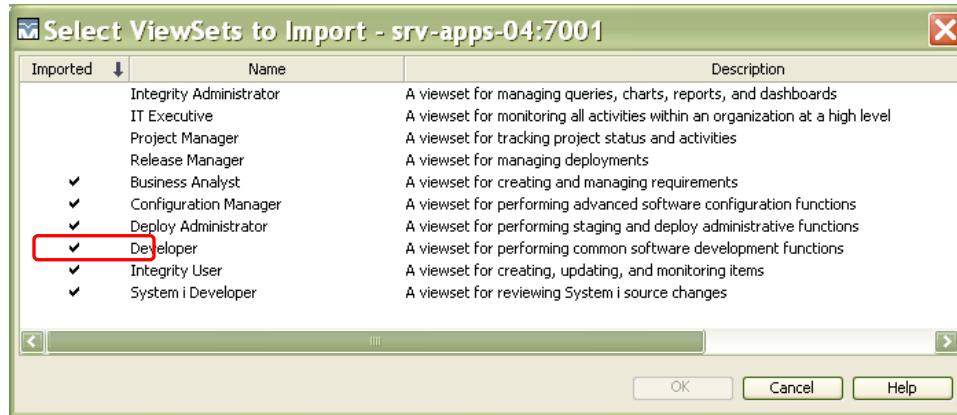 Select ViewSets to Import - srv-apps-04:7001
Imported Name Description
Integrity Administrator A viewset for managing queries, charts, reports, and dashboards
IT Executive A viewset for monitoring all activities within an organization at a high level
Project Manager A viewset for tracking project status and activities
Release Manager A viewset for managing deployments
Business Analyst A viewset for creating and managing requirements
Configuration Manager A viewset for performing advanced software configuration functions
Deploy Administrator A viewset for performing staging and deploy administrative functions
Developer A viewset for performing common software development functions
Integrity User A viewset for creating, updating, and monitoring items
System i Developer A viewset for reviewing System i source changes
OK Cancel Help